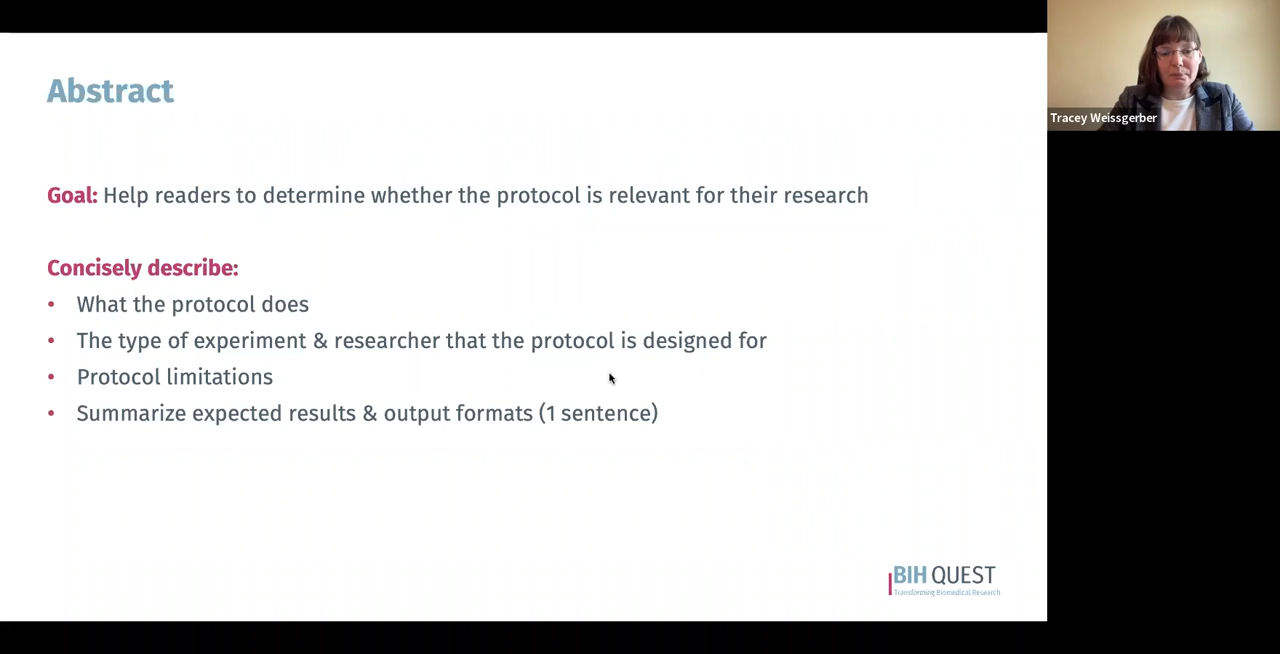 Abstract
Goal: Help readers to determine whether the protocol is relevant for their research
Concisely describe:
• What the protocol does
• The type of experiment & researcher that the protocol is designed for
• Protocol limitations
• Summarize expected results & output formats (1 sentence)
BIH QUEST
Transforming Biomedical Research
Tracey Weissgerber